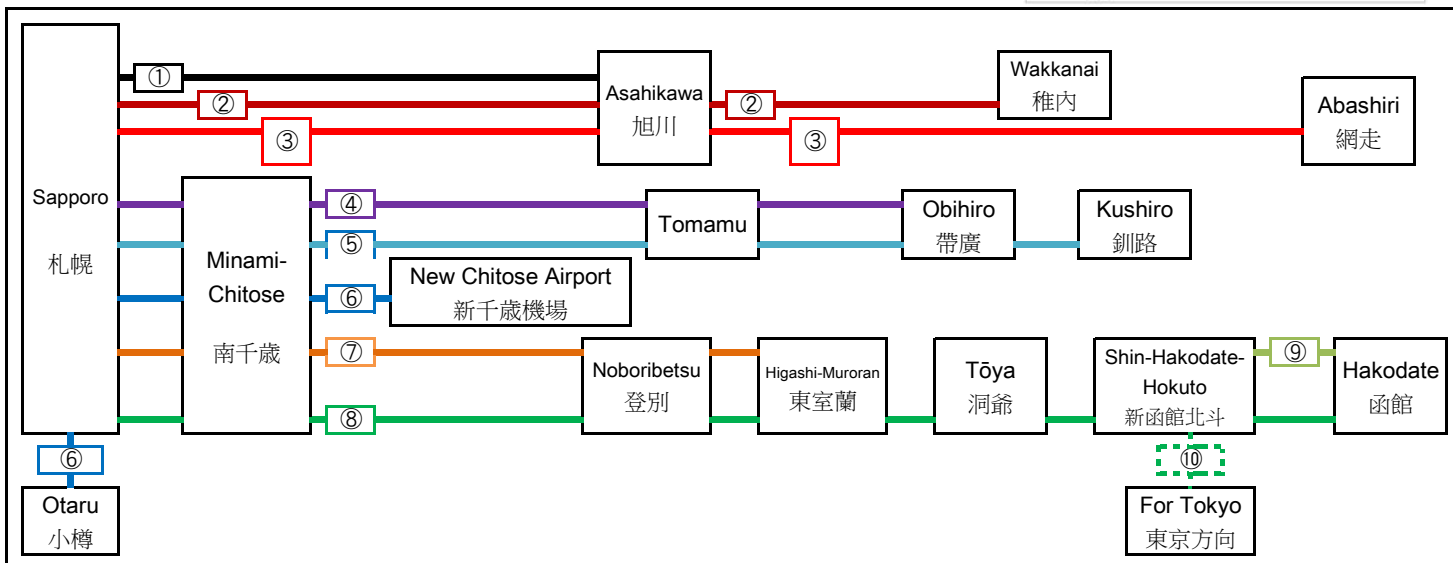 ①
②
③
Asahikawa
旭川
②
③
Wakkanai
稚內
Abashiri
網走
Sapporo
札幌
Minami-
Chitose
南千歳
④
⑤
⑥
⑦
⑧
Tomamu
Obihiro
帶廣
Kushiro
釧路
New Chitose Airport
新千歳機場
Noboribetsu
登別
Higashi-Muroran
東室蘭
Tōya
洞爺
Shin-Hakodate-
Hokuto
新函館北斗
⑨
Hakodate
函館
⑥
Otaru
小樽
⑩
For Tokyo
東京方向